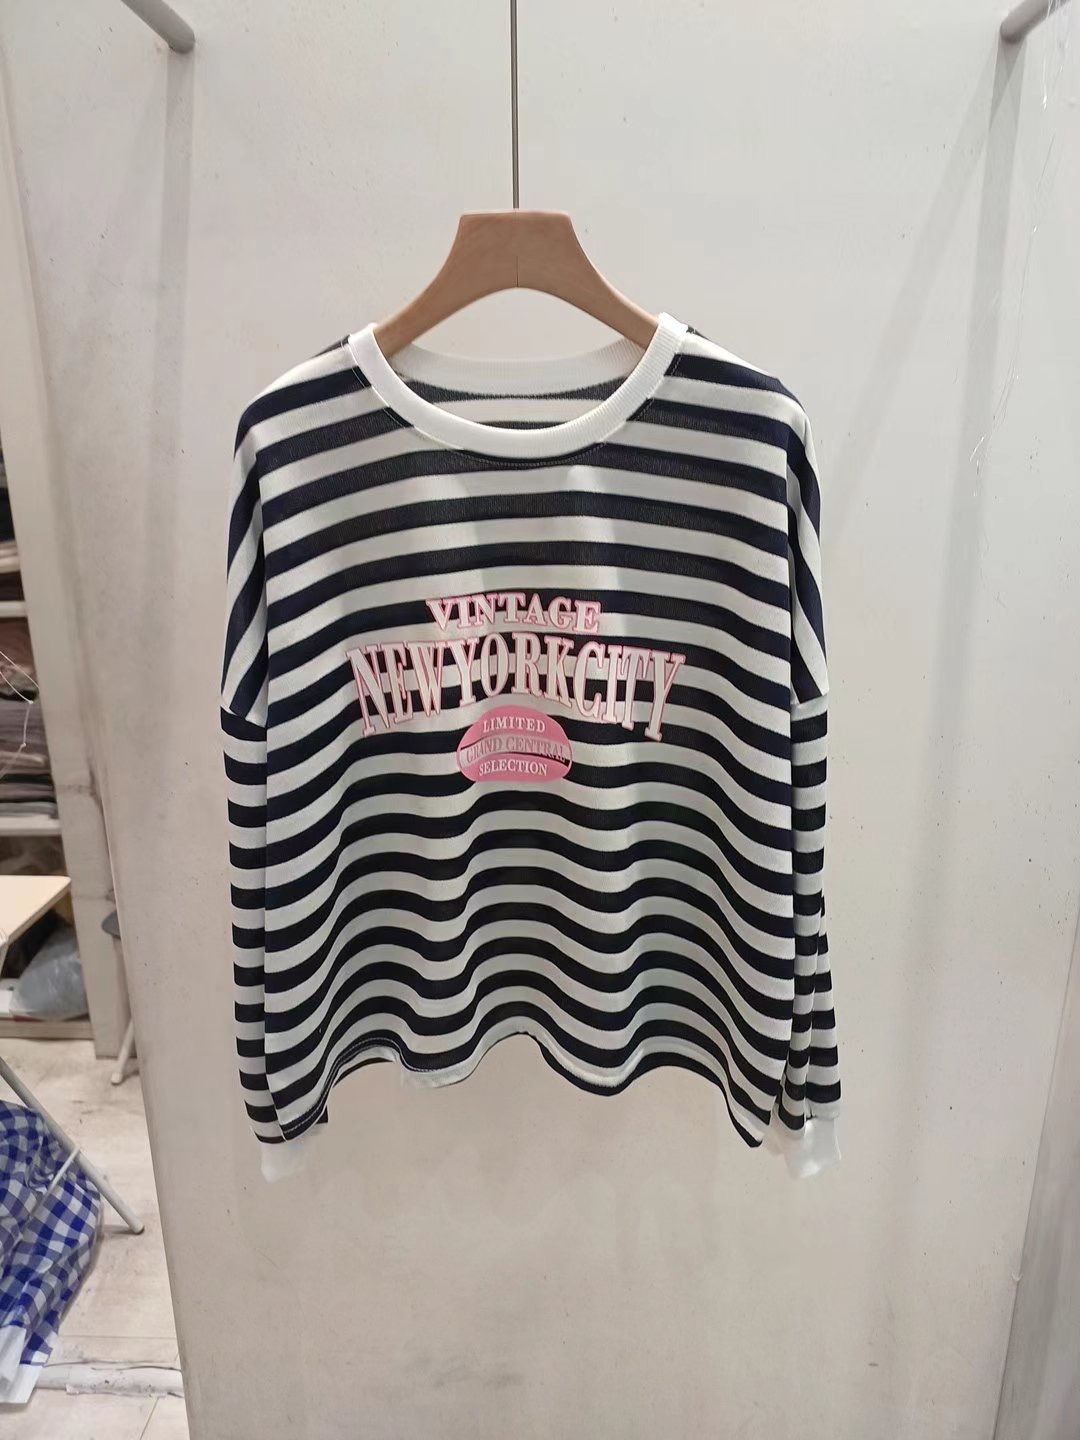 VINTAGE
NEWYORKCITY
LIMITED
GRAND CENTRAL
SELECTION